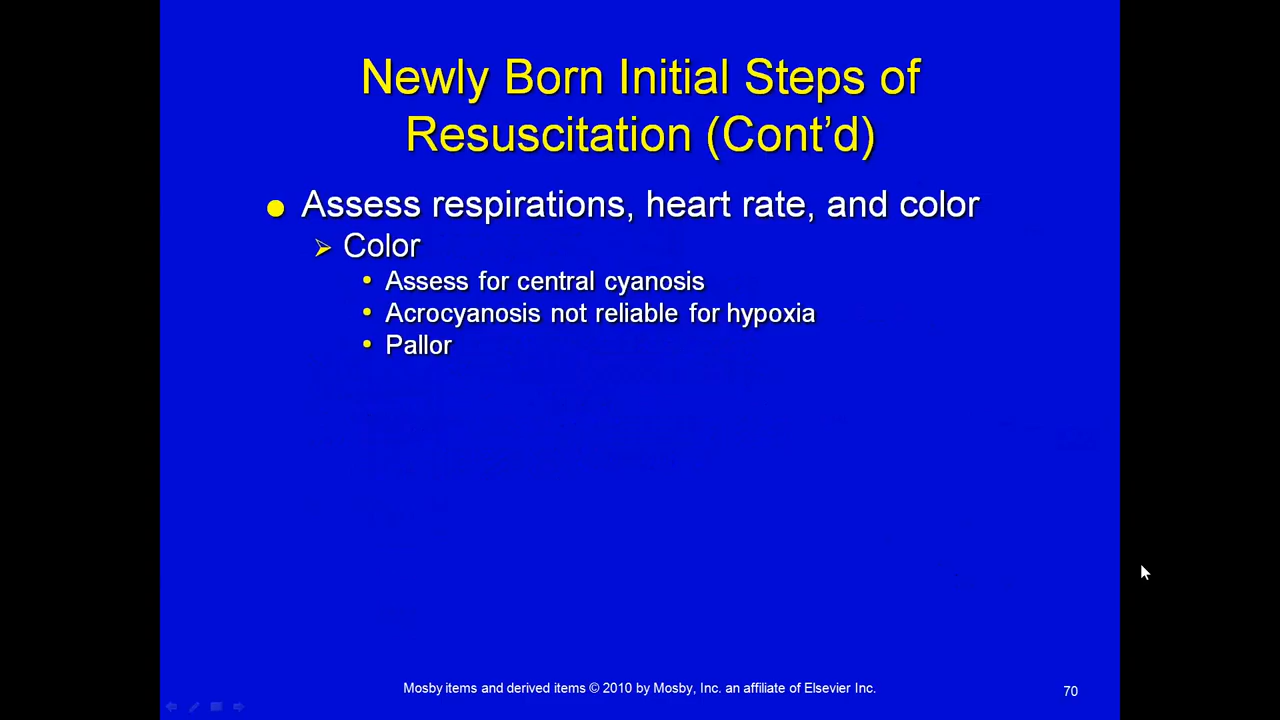 Newly Born Initial Steps of
Resuscitation (Cont’d)
Assess respirations, heart rate, and color
Color
Assess for central cyanosis
Acrocyanosis not reliable for hypoxia
Pallor
Mosby items and derived items © 2010 by Mosby, Inc. an affiliate of Elsevier Inc.
70